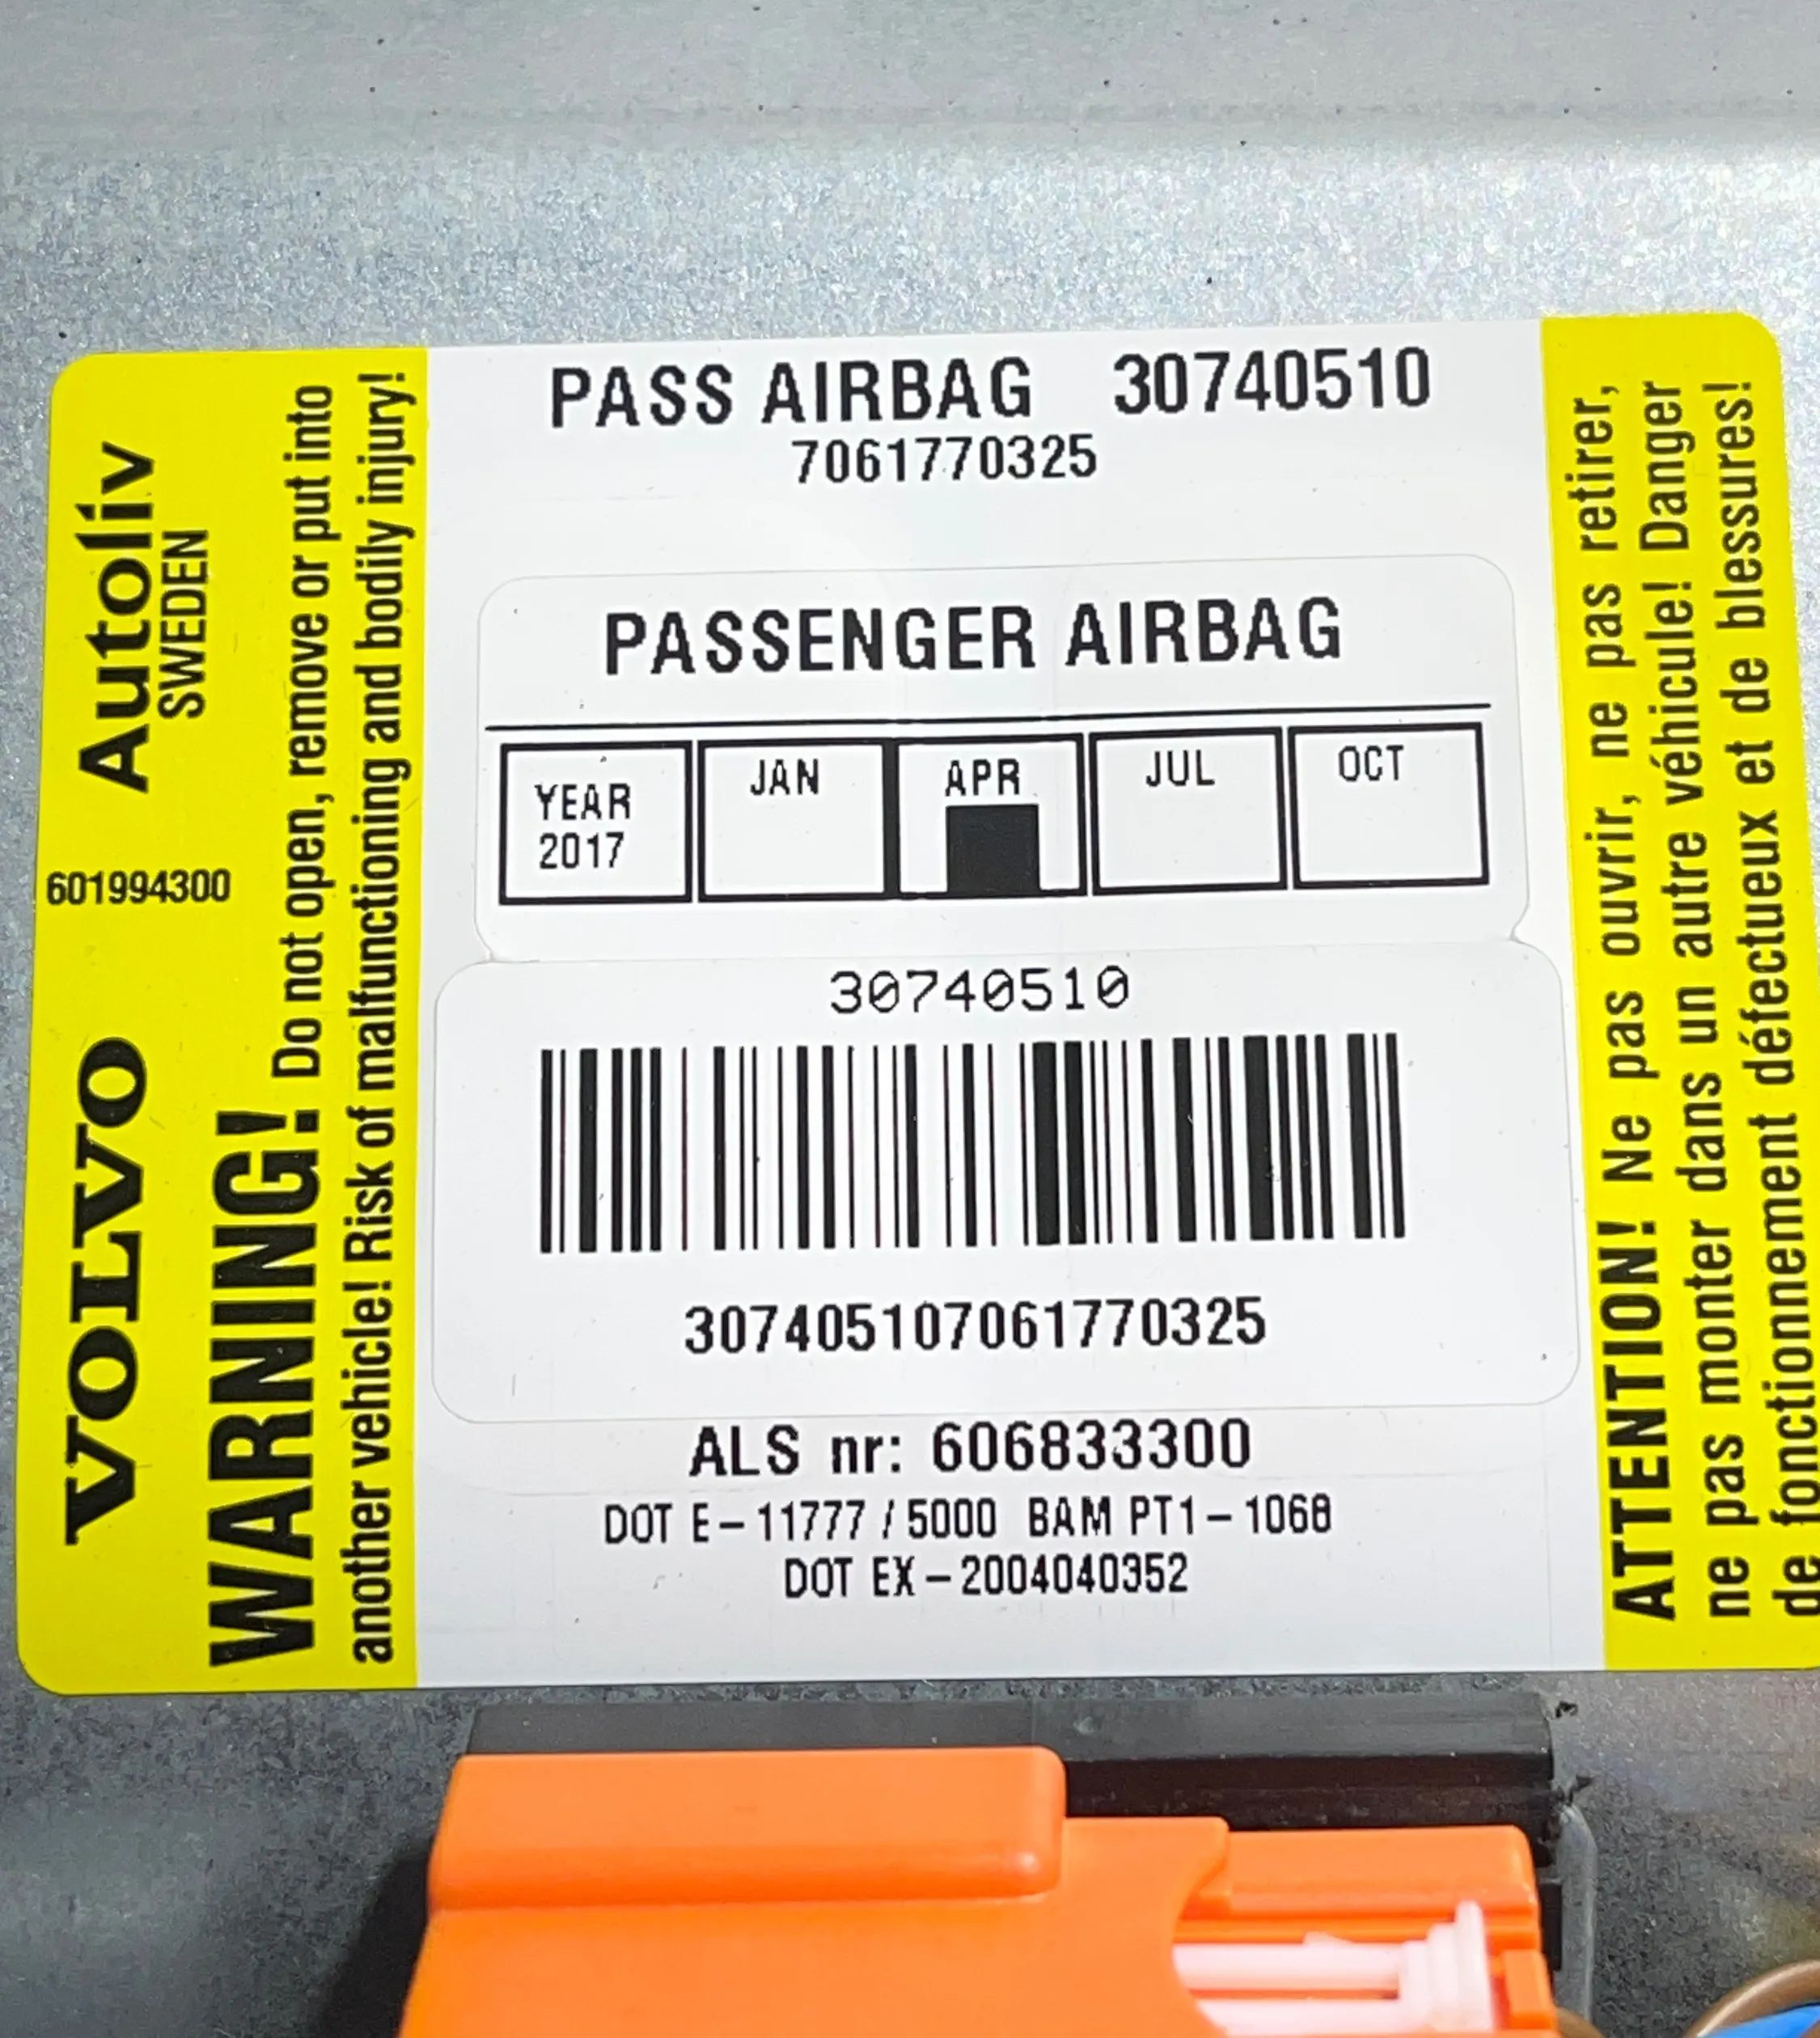 VOLVO 601994300 Autoliv
SWEDEN
WARNING! Do not open, remove or put into
another vehicle! Risk of malfunctioning and bodily injury!
PASS AIRBAG 30740510
7061770325
PASSENGER AIRBAG
YEAR JAN APR JUL OCT
2017
30740510
307405107061770325
ALS nr: 606833300
DOT E-11777 / 5000 BAM PT1-1068
DOT EX-2004040352
ATTENTION! Ne pas ouvrir, ne pas retirer,
ne pas monter dans un autre véhicule! Danger
de fonctionnement défectueux et de blessures!